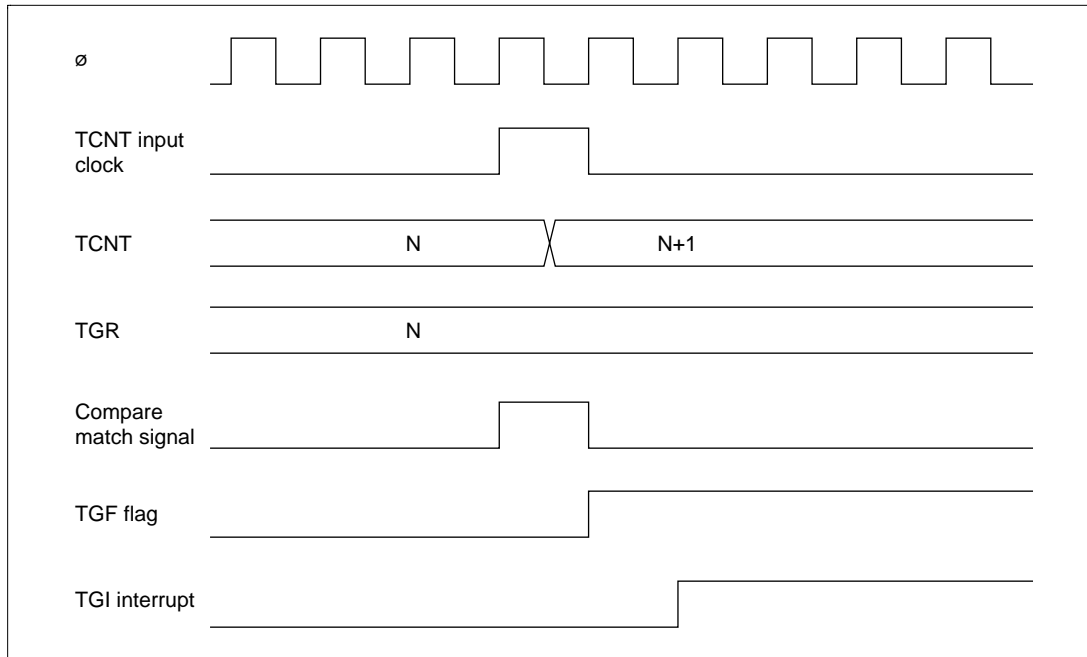 ø
TCNT input
clock
TCNT
N
N+1
TGR
N
Compare
match signal
TGF flag
TGI interrupt